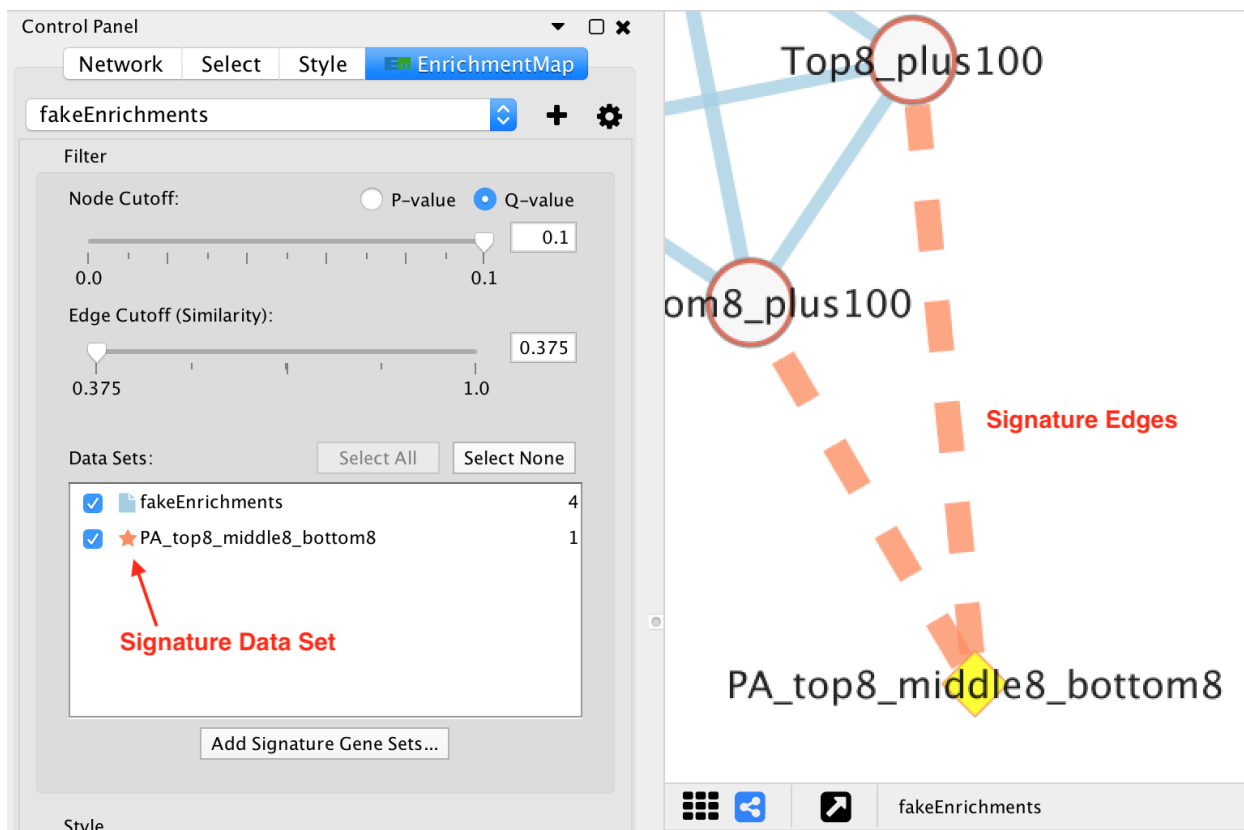 Control Panel
Network Select Style EnrichmentMap
fakeEnrichments
Filter
Node Cutoff: P-value Q-value
0.1
0.0 0.1
Edge Cutoff (Similarity):
0.375
0.375 1.0
Data Sets: Select All Select None
fakeEnrichments 4
PA_top8_middle8_bottom8 1
Signature Data Set
Add Signature Gene Sets...
Style
Top8_plus100
om8_plus100
Signature Edges
PA_top8_middle8_bottom8
fakeEnrichments